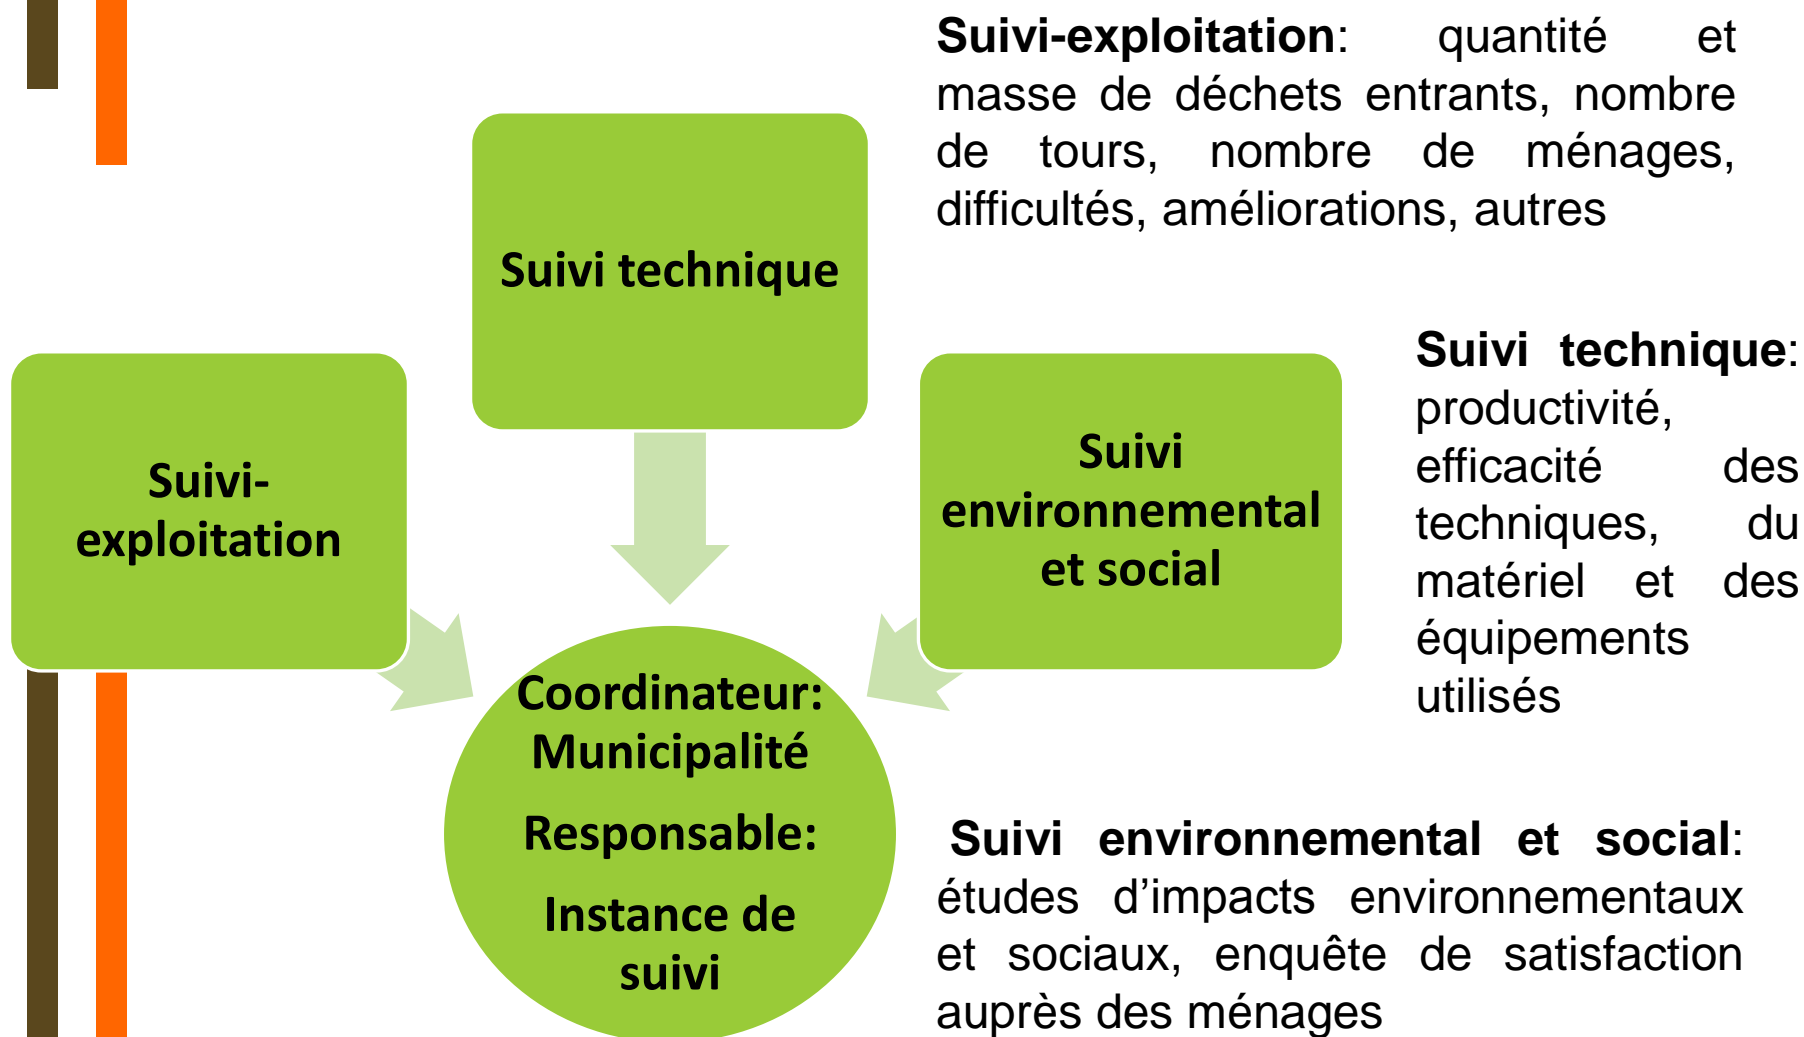 Suivi-exploitation: quantité et
masse de déchets entrants, nombre
de tours, nombre de ménages,
difficultés, améliorations, autres
Suivi technique
Suivi-
exploitation
Suivi
environnemental
et social
Suivi technique:
productivité,
efficacité des
techniques, du
matériel et des
équipements
utilisés
Coordinateur:
Municipalité
Responsable:
Instance de
suivi
Suivi environnemental et social:
études d’impacts environnementaux
et sociaux, enquête de satisfaction
auprès des ménages